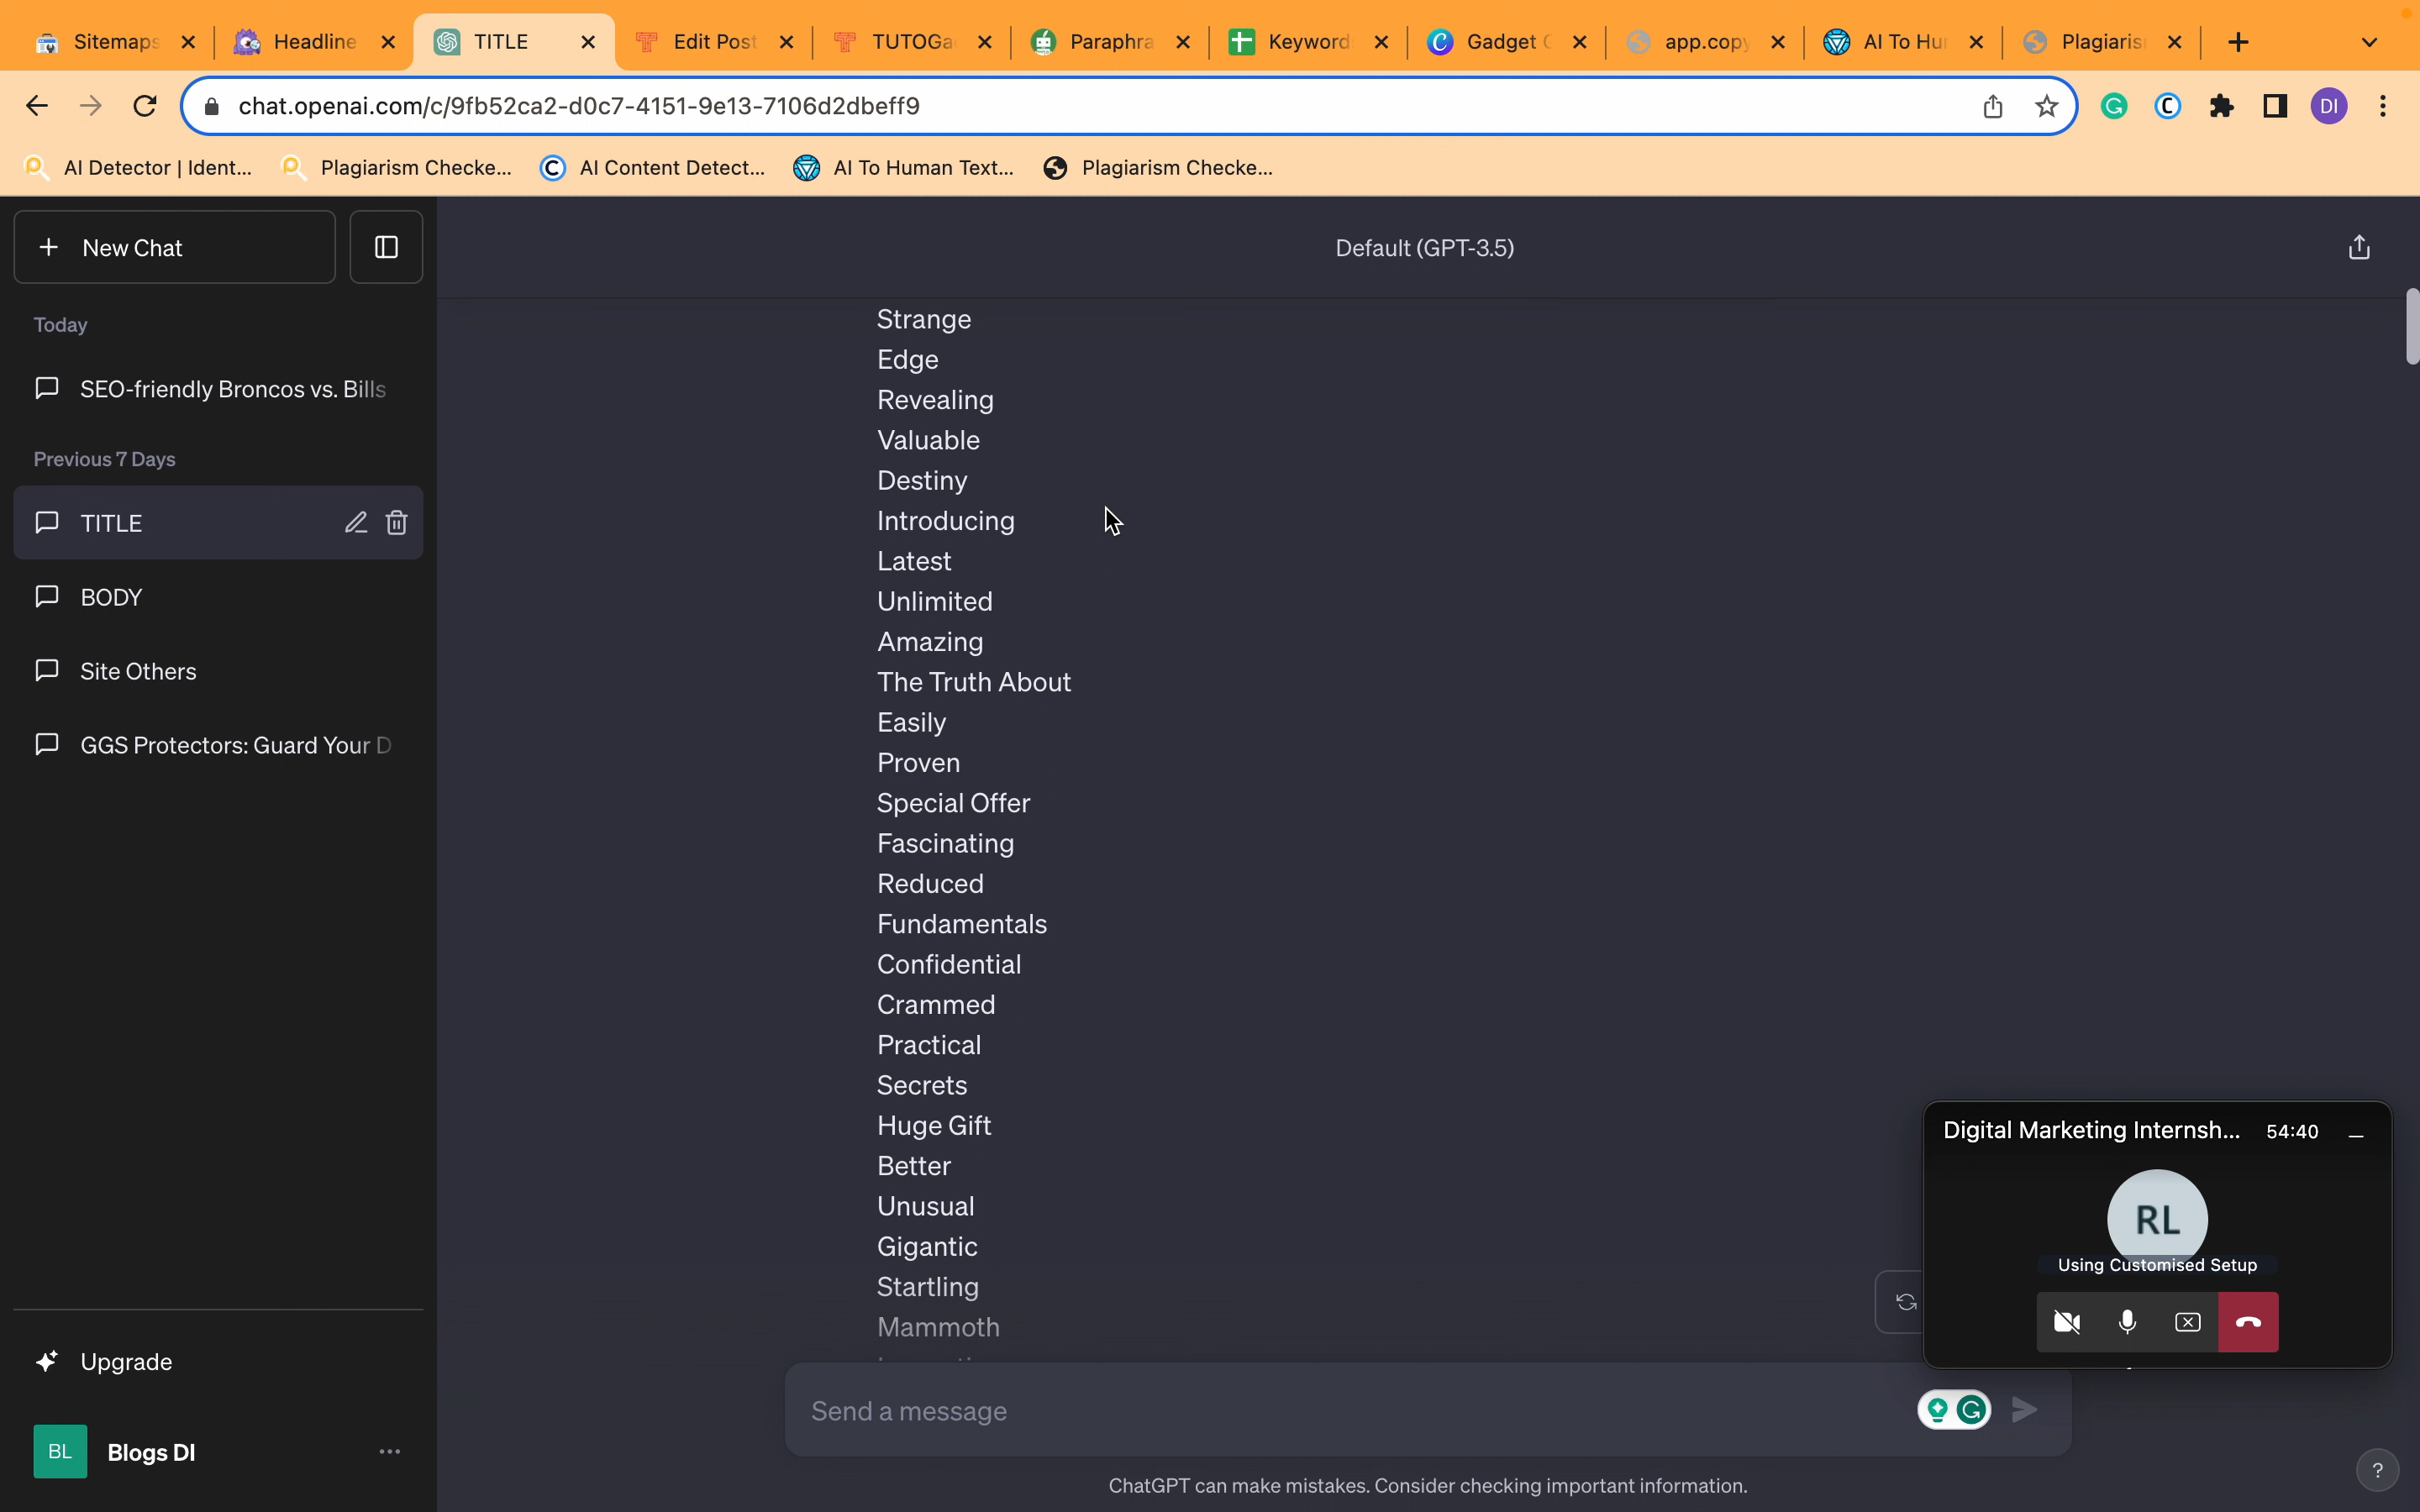 Sitemaps
Headline
TITLE
Edit Post
TUTOGa
Paraphra
Keyword
Gadget
app.copy
AI To Hu
Plagiaris
chat.openai.com/c/9fb52ca2-d0c7-4151-9e13-7106d2dbeff9
DI
AI Detector | Ident...
Plagiarism Checke...
AI Content Detect...
AI To Human Text...
Plagiarism Checke...
New Chat
Default (GPT-3.5)
Today
SEO-friendly Broncos vs. Bills
Previous 7 Days
TITLE
BODY
Site Others
GGS Protectors: Guard Your D
Strange
Edge
Revealing
Valuable
Destiny
Introducing
Latest
Unlimited
Amazing
The Truth About
Easily
Proven
Special Offer
Fascinating
Reduced
Fundamentals
Confidential
Crammed
Practical
Secrets
Huge Gift
Better
Unusual
Gigantic
Startling
Mammoth
Digital Marketing Internsh... 54:40
RL
Using Customised Setup
Upgrade
BL Blogs DI
Send a message
ChatGPT can make mistakes. Consider checking important information.
?